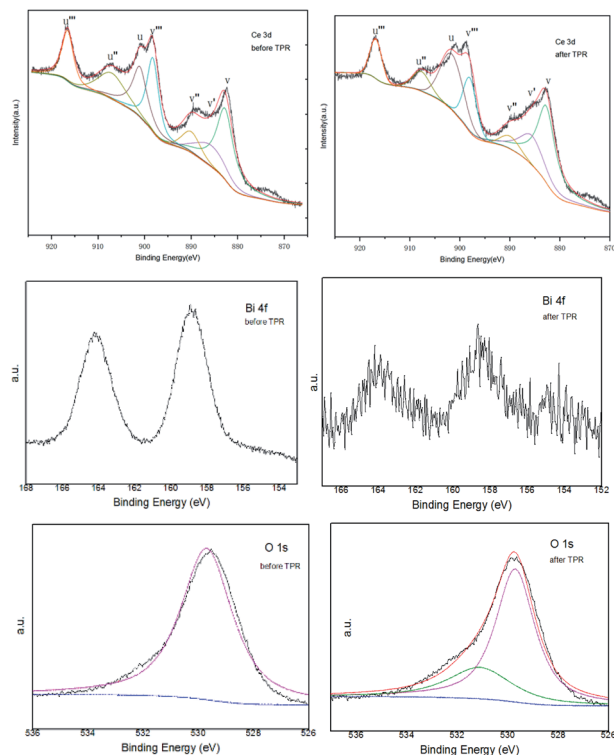 Ce 3d
before TPR
u'''
u''
u
v'''
v''
v'
v
Intensity(a.u.)
920 910 900 890 880 870
Binding Energy(eV)
Ce 3d
after TPR
u'''
u''
u
v'''
v''
v'
v
Intensity(a.u.)
920 910 900 890 880 870
Binding Energy(eV)
Bi 4f
before TPR
a.u.
168 166 164 162 160 158 156 154
Binding Energy (eV)
Bi 4f
after TPR
a.u.
166 164 162 160 158 156 154 152
Binding Energy (eV)
O 1s
before TPR
a.u.
536 534 532 530 528 526
Binding Energy (eV)
O 1s
after TPR
a.u.
536 534 532 530 528 526
Binding Energy (eV)